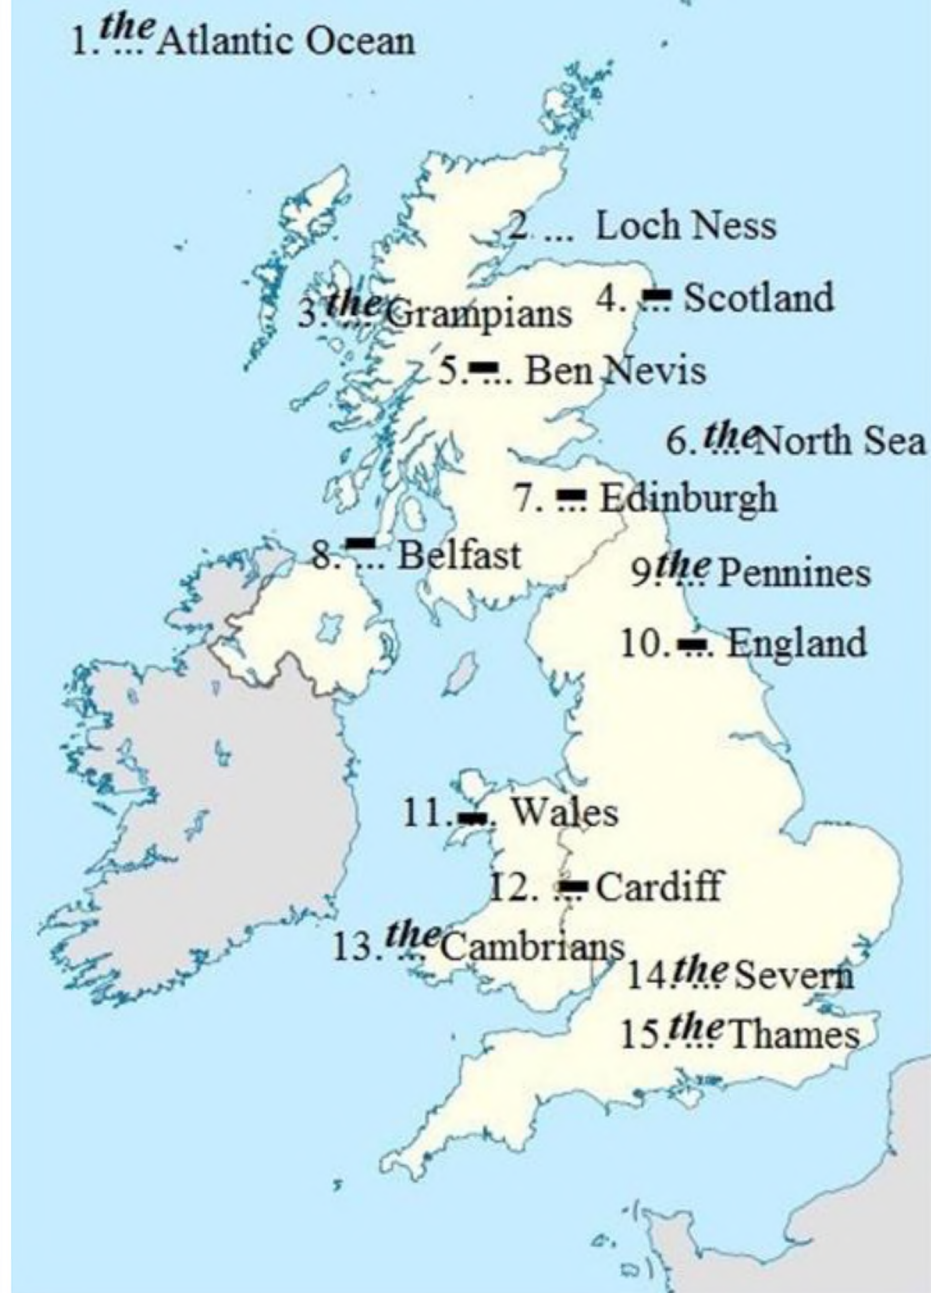 1. the ... Atlantic Ocean
2 ... Loch Ness
3. the ... Grampians
4. – ... Scotland
5. – ... Ben Nevis
6. the ... North Sea
7. – ... Edinburgh
8. – ... Belfast
9. the ... Pennines
10. – ... England
11. – ... Wales
12. – ... Cardiff
13. the ... Cambrians
14. the ... Severn
15. the ... Thames